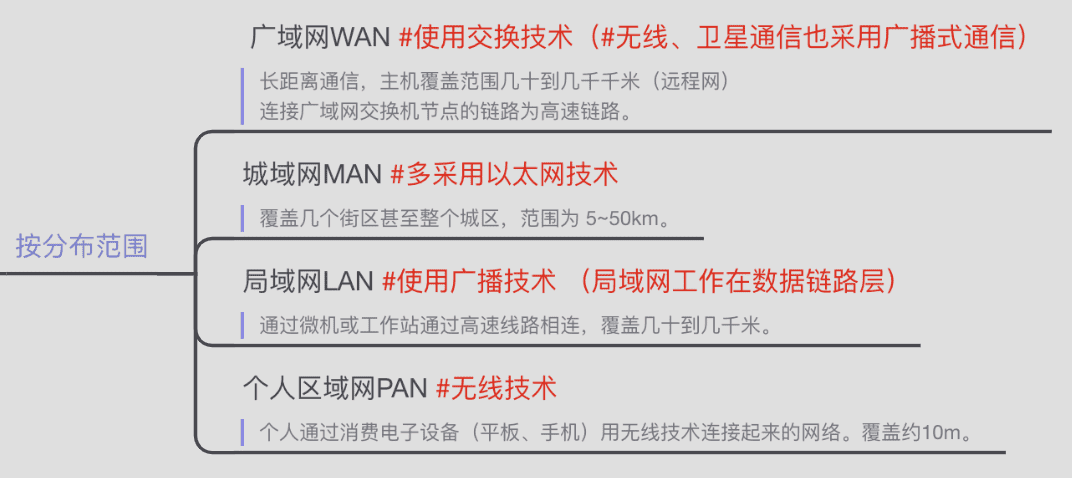 广域网WAN #使用交换技术（#无线、卫星通信也采用广播式通信）
长距离通信，主机覆盖范围几十到几千千米（远程网）
连接广域网交换机节点的链路为高速链路。
城域网MAN #多采用以太网技术
覆盖几个街区甚至整个城区，范围为 5~50km。
按分布范围
局域网LAN #使用广播技术 （局域网工作在数据链路层）
通过微机或工作站通过高速线路相连，覆盖几十到几千米。
个人区域网PAN #无线技术
个人通过消费电子设备（平板、手机）用无线技术连接起来的网络。覆盖约10m。